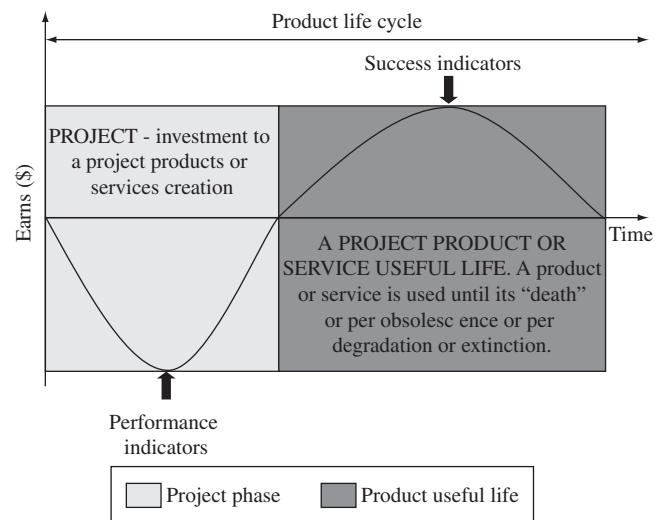 Product life cycle
Success indicators
PROJECT - investment to
a project products or
services creation
Earns ($)
Time
A PROJECT PRODUCT OR
SERVICE USEFUL LIFE. A product
or service is used until its “death”
or per obsolesc ence or per
degradation or extinction.
Performance
indicators
Project phase
Product useful life